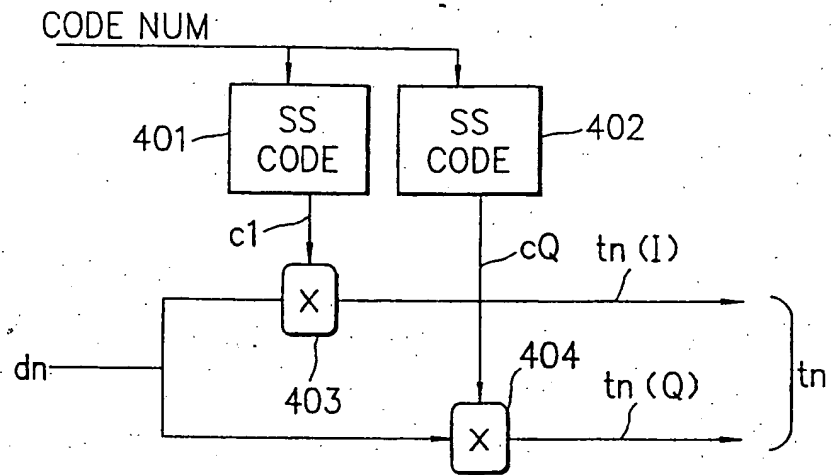 CODE NUM
401
SS
CODE
SS
CODE
402
c1
cQ
tn (I)
X
403
dn
404
tn (Q)
X
tn